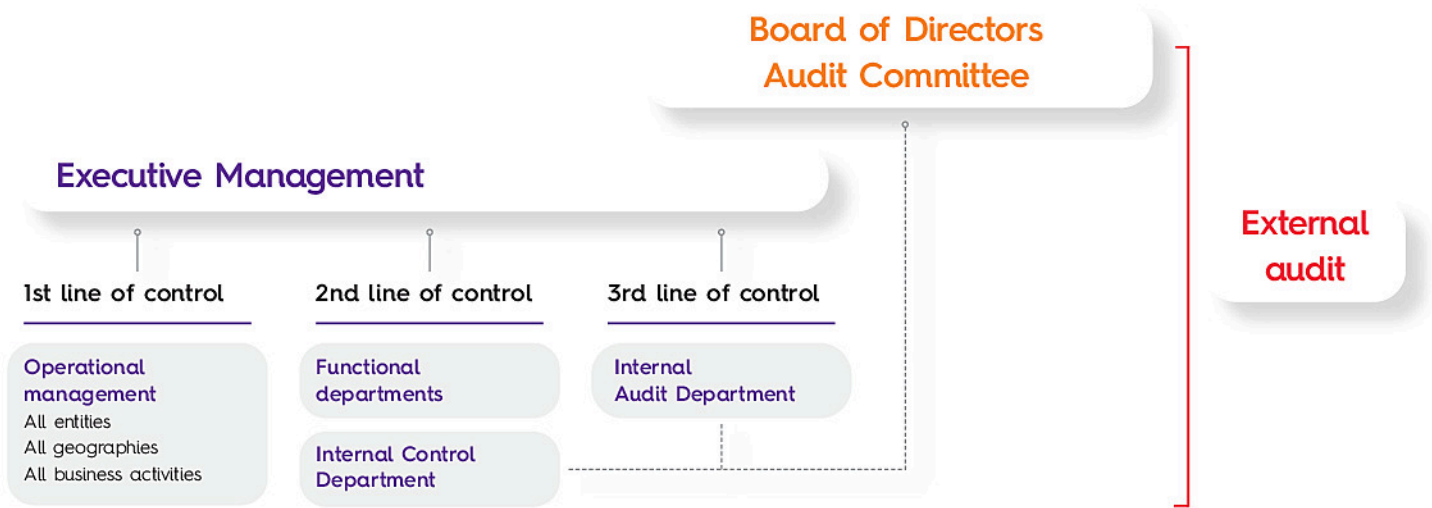 Board of Directors
Audit Committee
Executive Management
External
audit
1st line of control
2nd line of control
3rd line of control
Operational
management
All entities
All geographies
All business activities
Functional
departments
Internal Control
Department
Internal
Audit Department